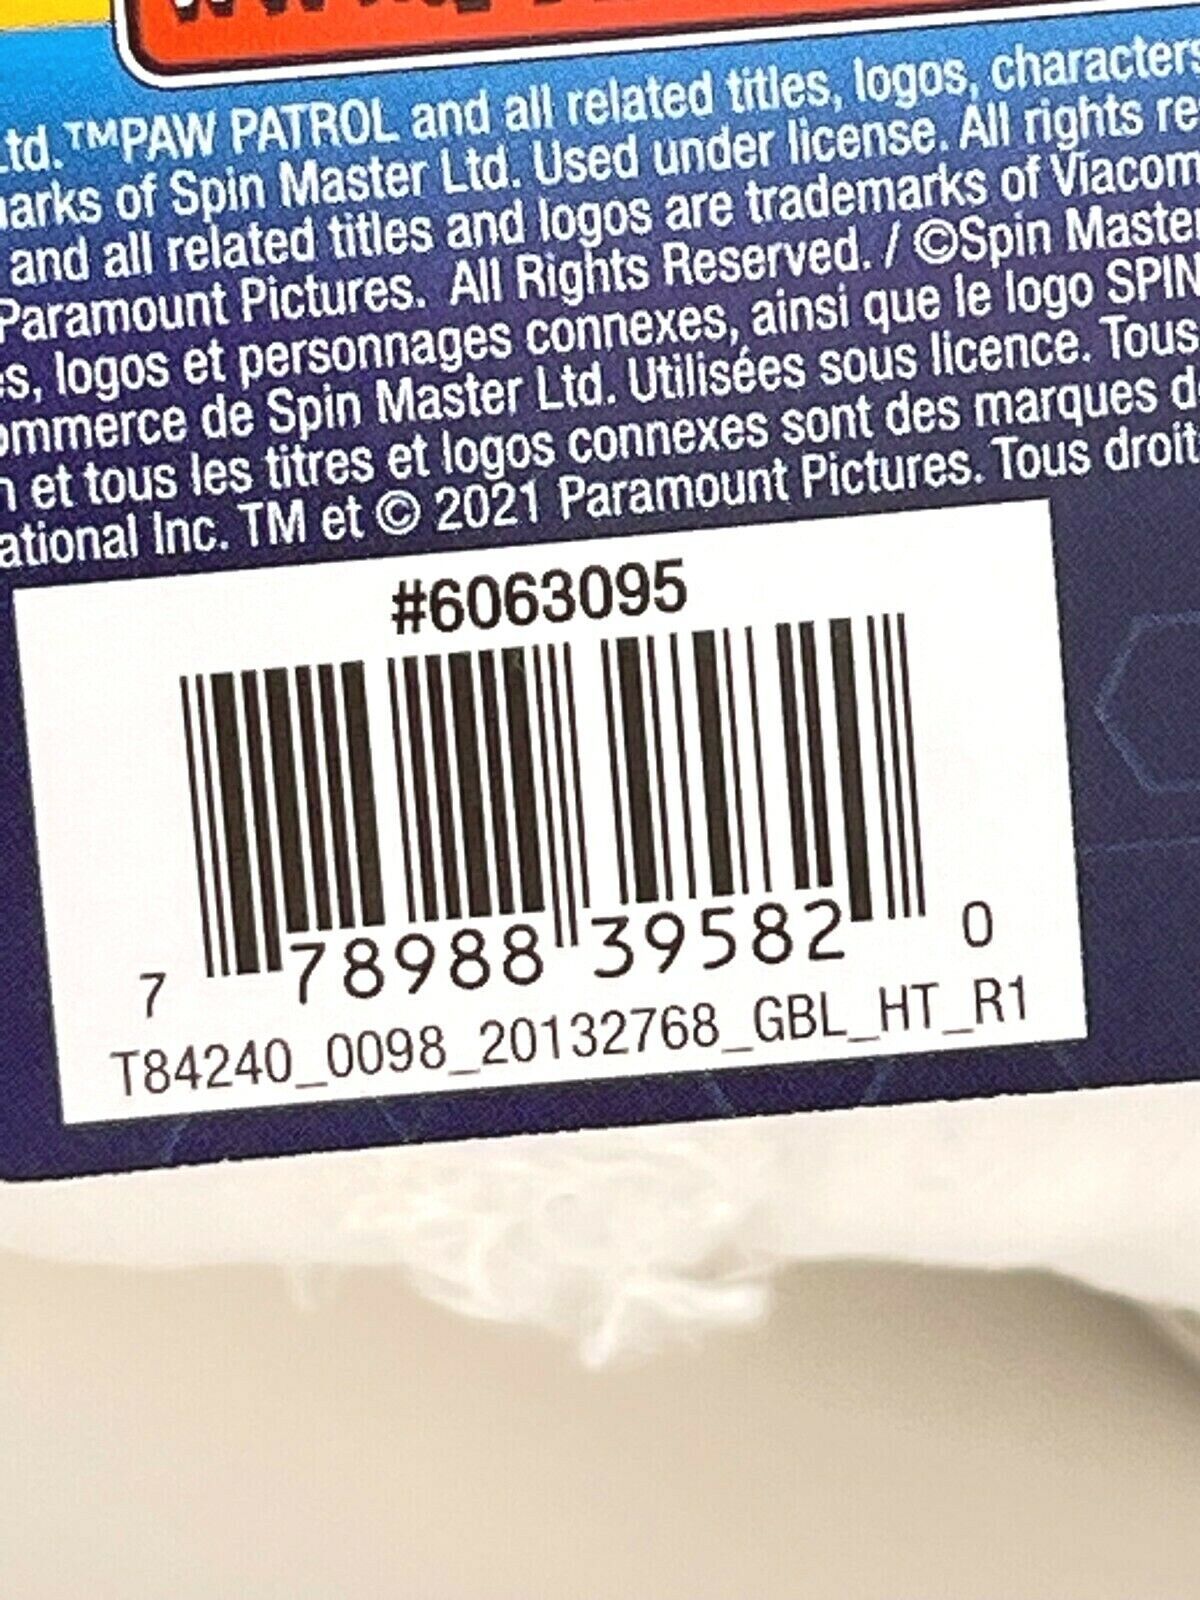 Ltd. ™PAW PATROL and all related titles, logos, characters
of Spin Master Ltd. Used under license. All rights
and all related titles and logos are trademarks of Viacom
Paramount Pictures. All Rights Reserved. / ©Spin Master
logos et personnages connexes, ainsi que le logo SPIN
de Spin Master Ltd. Utilisées sous licence. Tous
et tous les titres et logos connexes sont des marques
Inc. TM et © 2021 Paramount Pictures. Tous
#6063095
7 78988 39582 0
T84240_0098_20132768_GBL_HT_R1